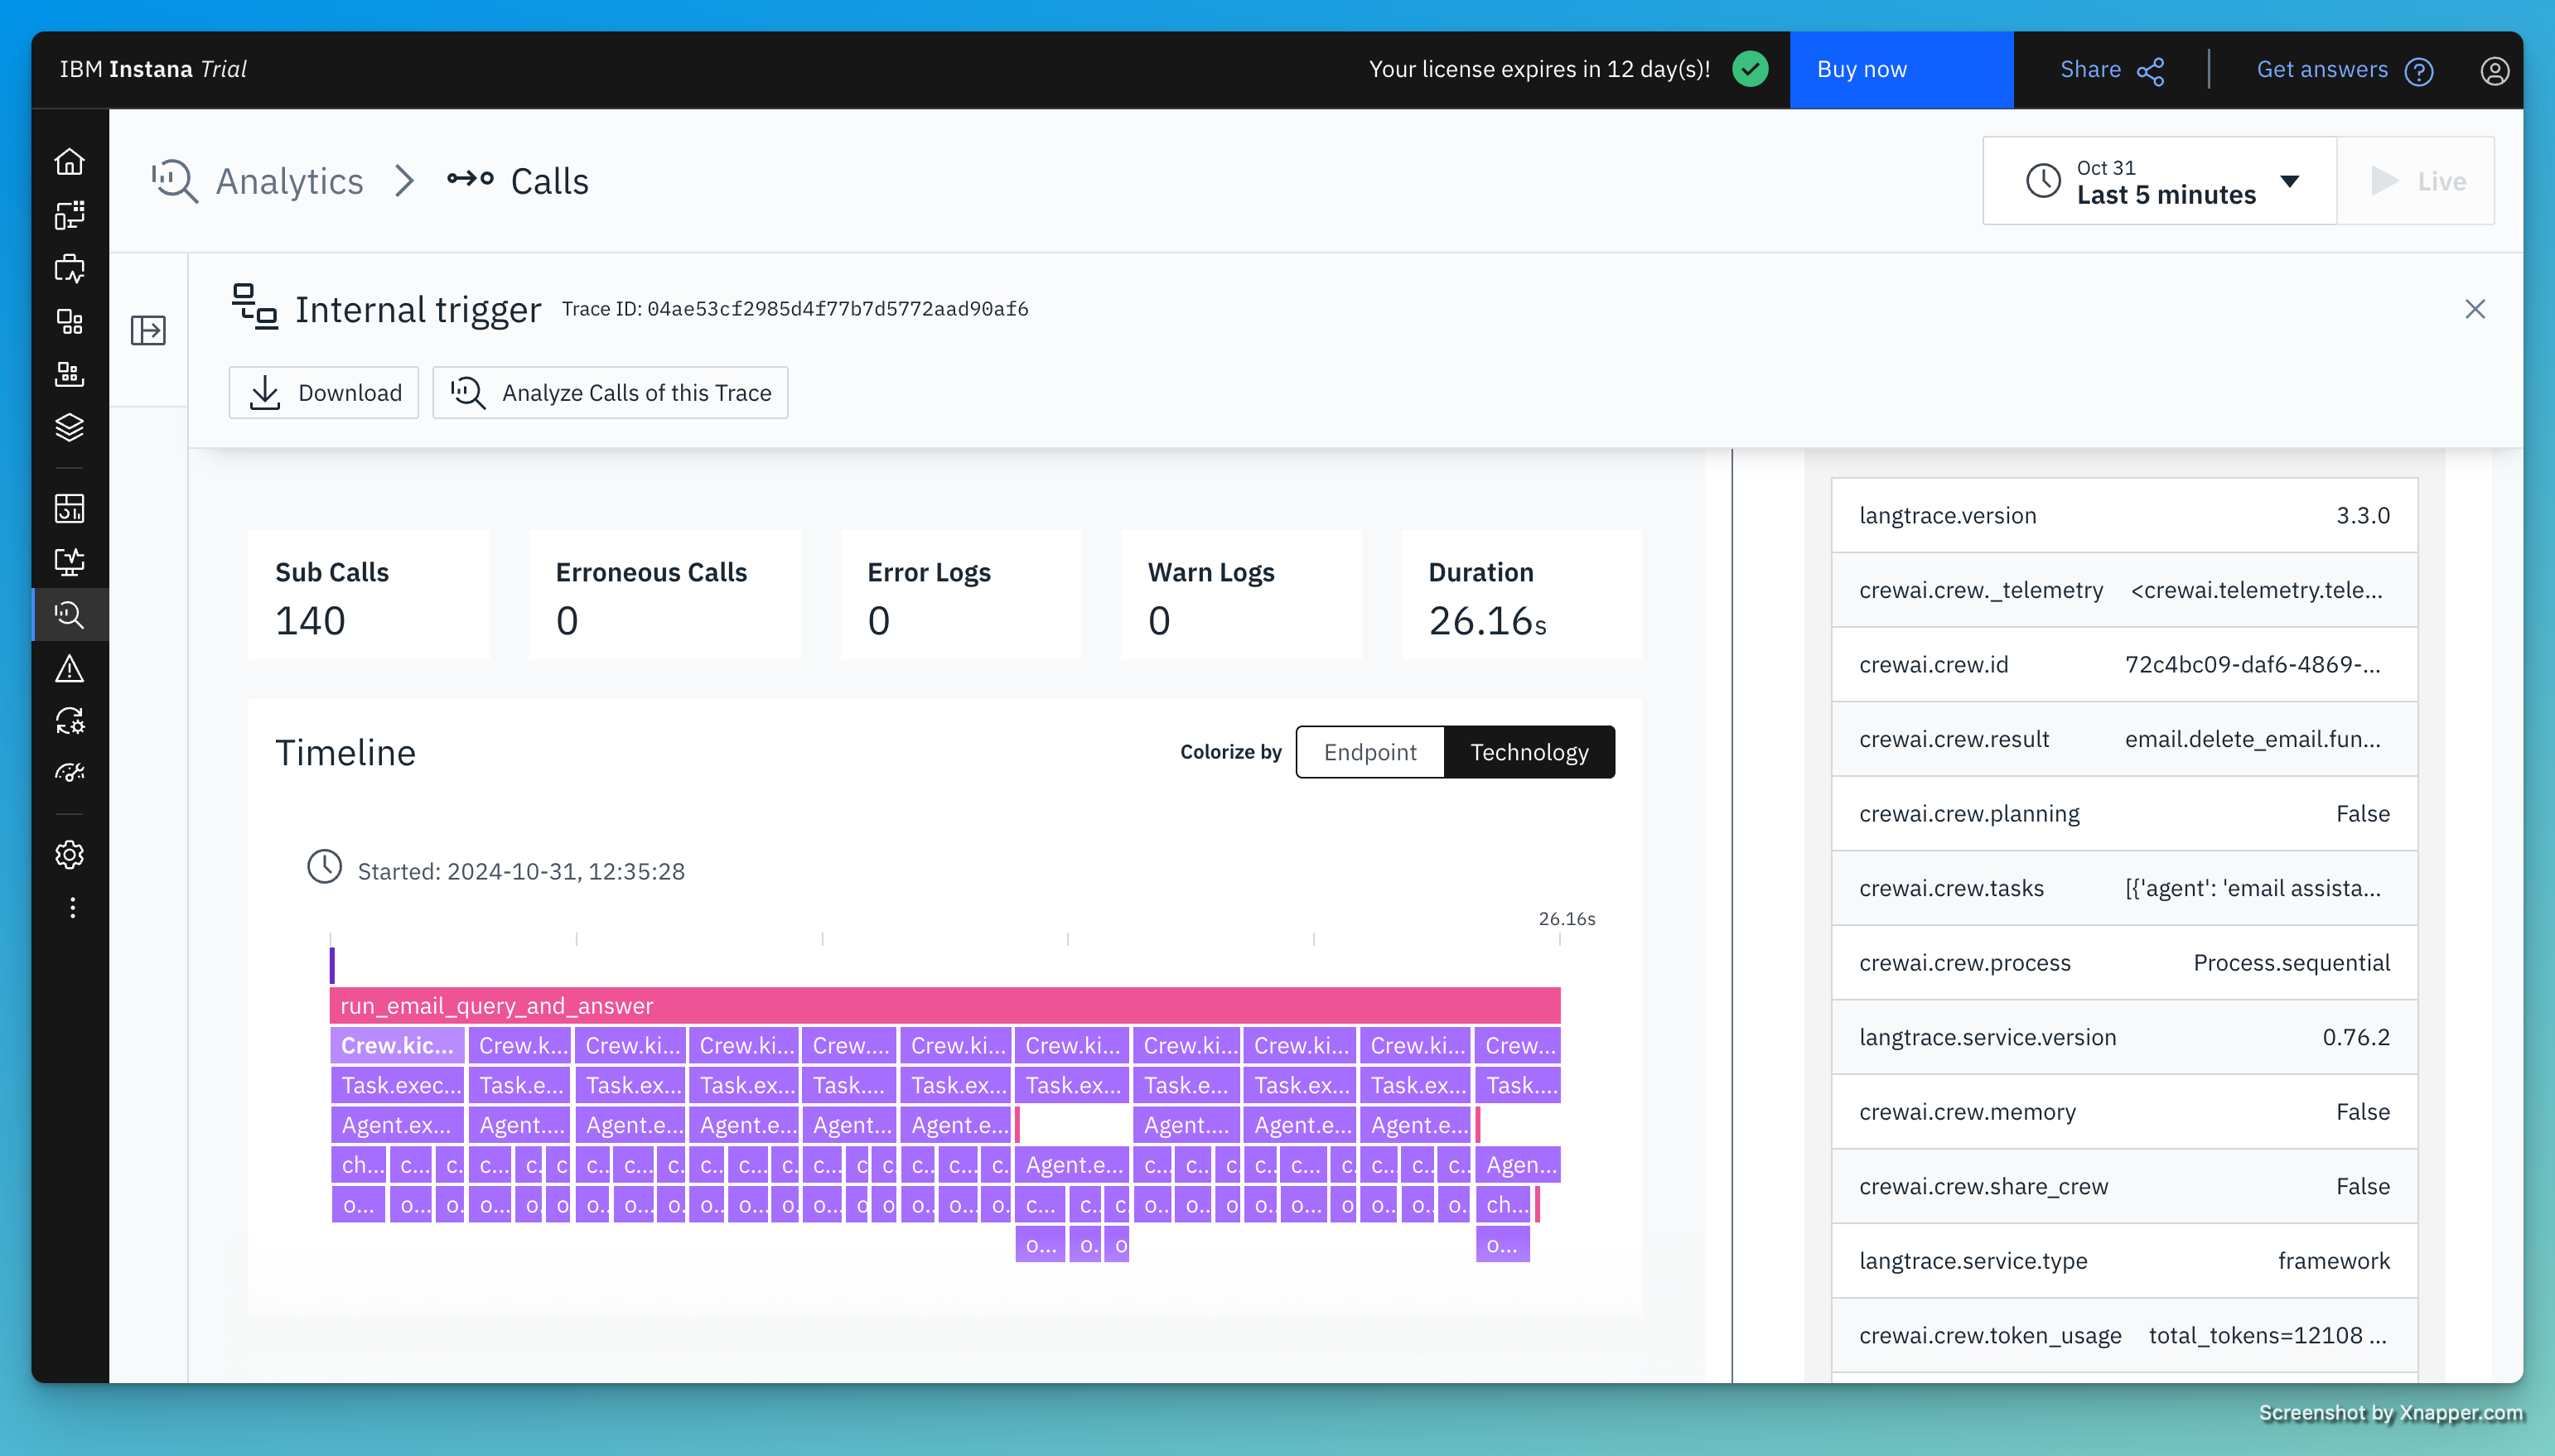 IBM Instana Trial
Your license expires in 12 day(s)!
Buy now
Share
Get answers
Analytics
Calls
Oct 31
Last 5 minutes
Live
Internal trigger
Trace ID: 04ae53cf2985d4f77b7d5772aad90af6
Download
Analyze Calls of this Trace
Sub Calls
140
Erroneous Calls
0
Error Logs
0
Warn Logs
0
Duration
26.16s
Timeline
Colorize by
Endpoint
Technology
Started: 2024-10-31, 12:35:28
26.16s
run_email_query_and_answer
Crew.kic... Crew.k... Crew.ki... Crew.ki... Crew.... Crew.ki... Crew.ki... Crew.ki... Crew.ki... Crew.ki... Crew...
Task.exec... Task.e... Task.ex... Task.ex... Task.... Task.ex... Task.ex... Task.e... Task.ex... Task.ex... Task....
Agent.ex... Agent.... Agent.e... Agent.e... Agent... Agent.e... Agent.... Agent.e... Agent.e...
ch... c... c. c... c. c c.. c... c. c.. c... c. c... c c. c.. c... c. Agent.e... c... c.. c c.. c... c. c.. c.. c.. Agen...
o... o... o. o... o. o o.. o... o. o.. o... o. o... o o o.. o... o. c... c.. c. o.. o.. o o.. o... o o.. o.. o. ch...
o... o. o o...
langtrace.version 3.3.0
crewai.crew._telemetry <crewai.telemetry.tele...
crewai.crew.id 72c4bc09-daf6-4869-...
crewai.crew.result email.delete_email.fun...
crewai.crew.planning False
crewai.crew.tasks [{'agent': 'email assista...
crewai.crew.process Process.sequential
langtrace.service.version 0.76.2
crewai.crew.memory False
crewai.crew.share_crew False
langtrace.service.type framework
crewai.crew.token_usage total_tokens=12108 ...
Screenshot by Xnapper.com